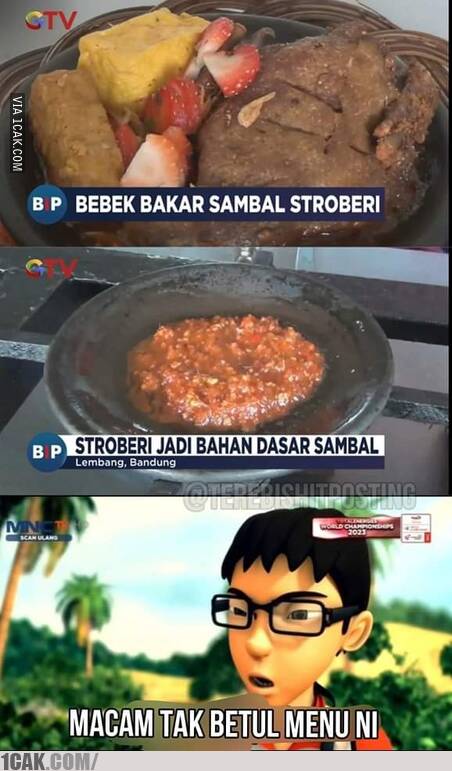 GTV
VIA 1CAK.COM
BIP BEBEK BAKAR SAMBAL STROBERI
GTV
BIP STROBERI JADI BAHAN DASAR SAMBAL
Lembang, Bandung
@TEREBISHITPOSTING
MNCTV
SCAN ULANG
TOTALENERGIES
WORLD CHAMPIONSHIPS
2023
MACAM TAK BETUL MENU NI
1CAK.COM/